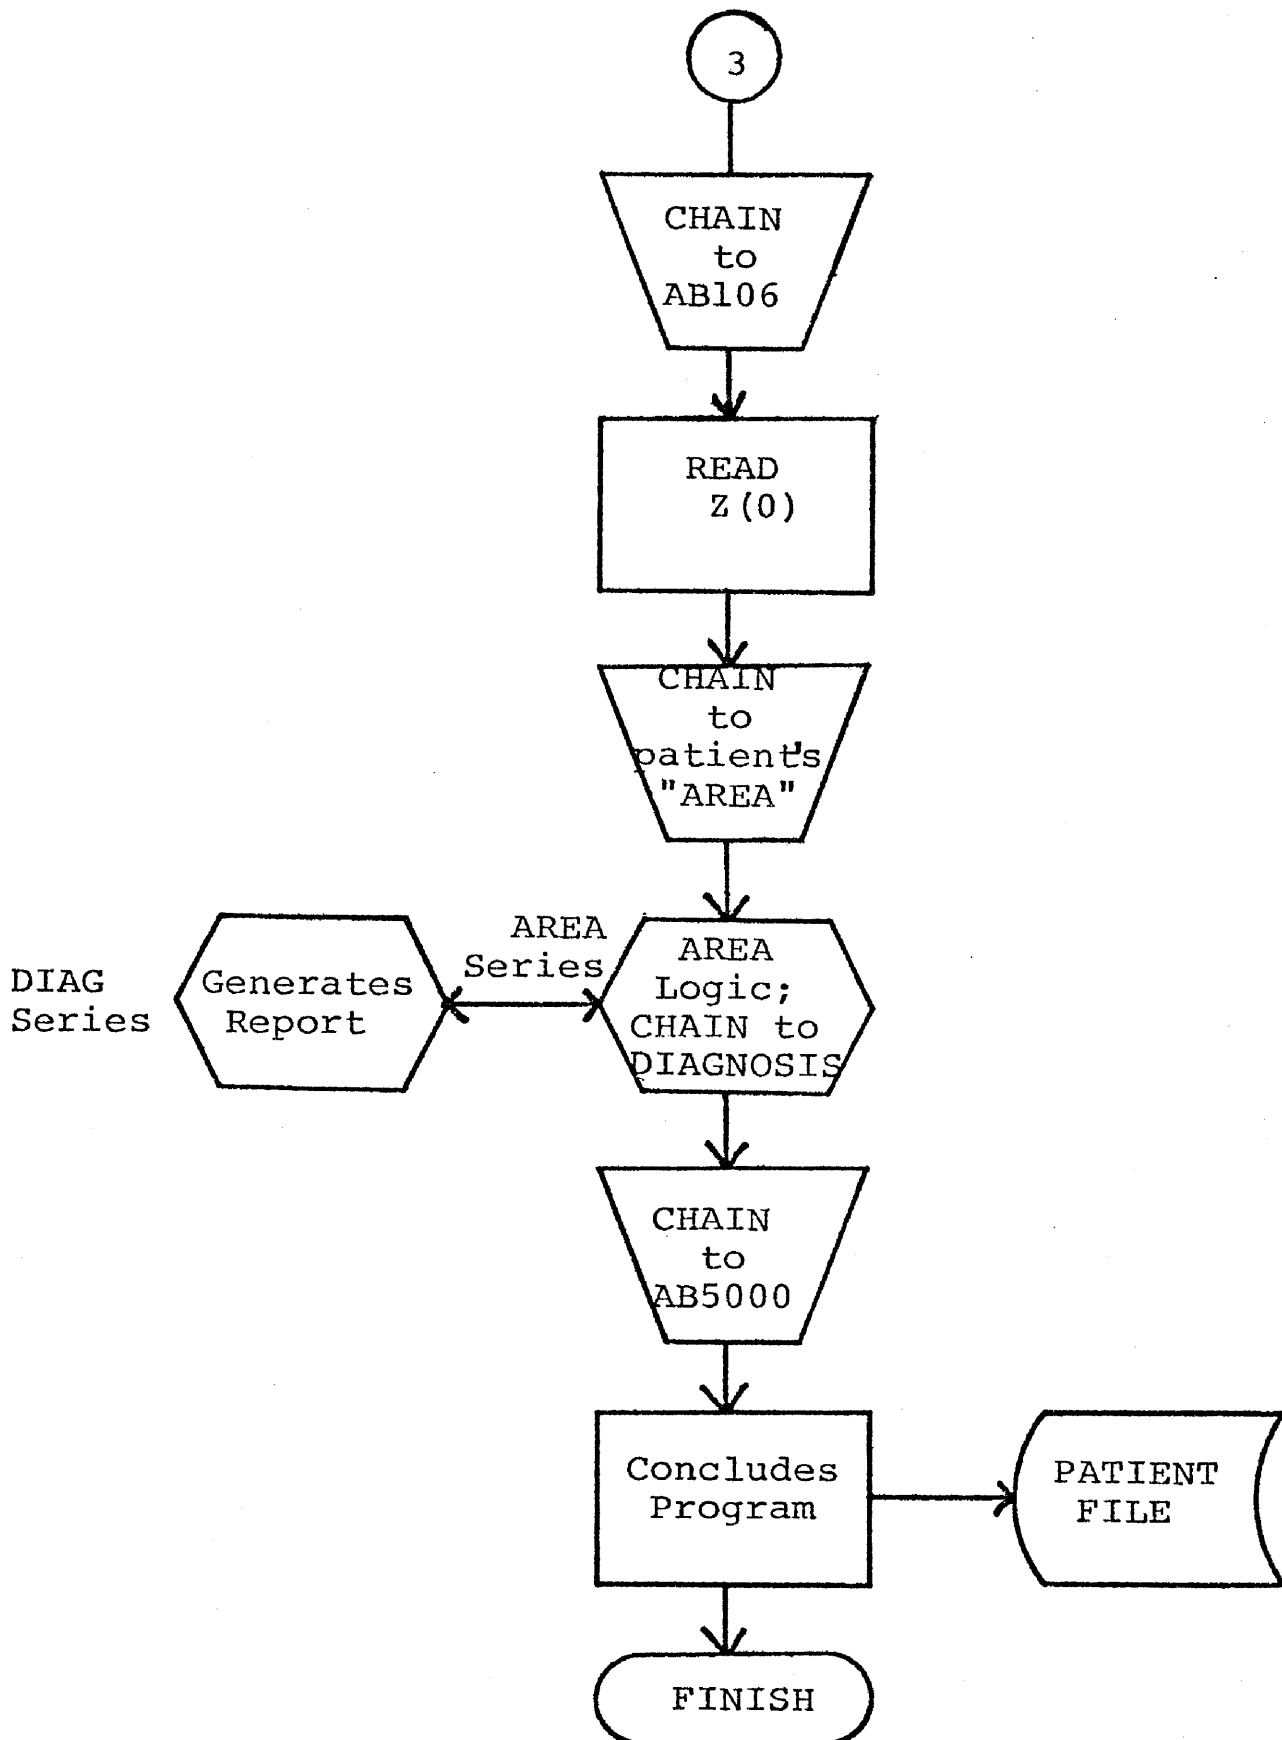 3
CHAIN
to
AB106
READ
Z(0)
CHAIN
to
patient's
"AREA"
DIAG
Series
Generates
Report
AREA
Series
AREA
Logic;
CHAIN to
DIAGNOSIS
CHAIN
to
AB5000
Concludes
Program
PATIENT
FILE
FINISH